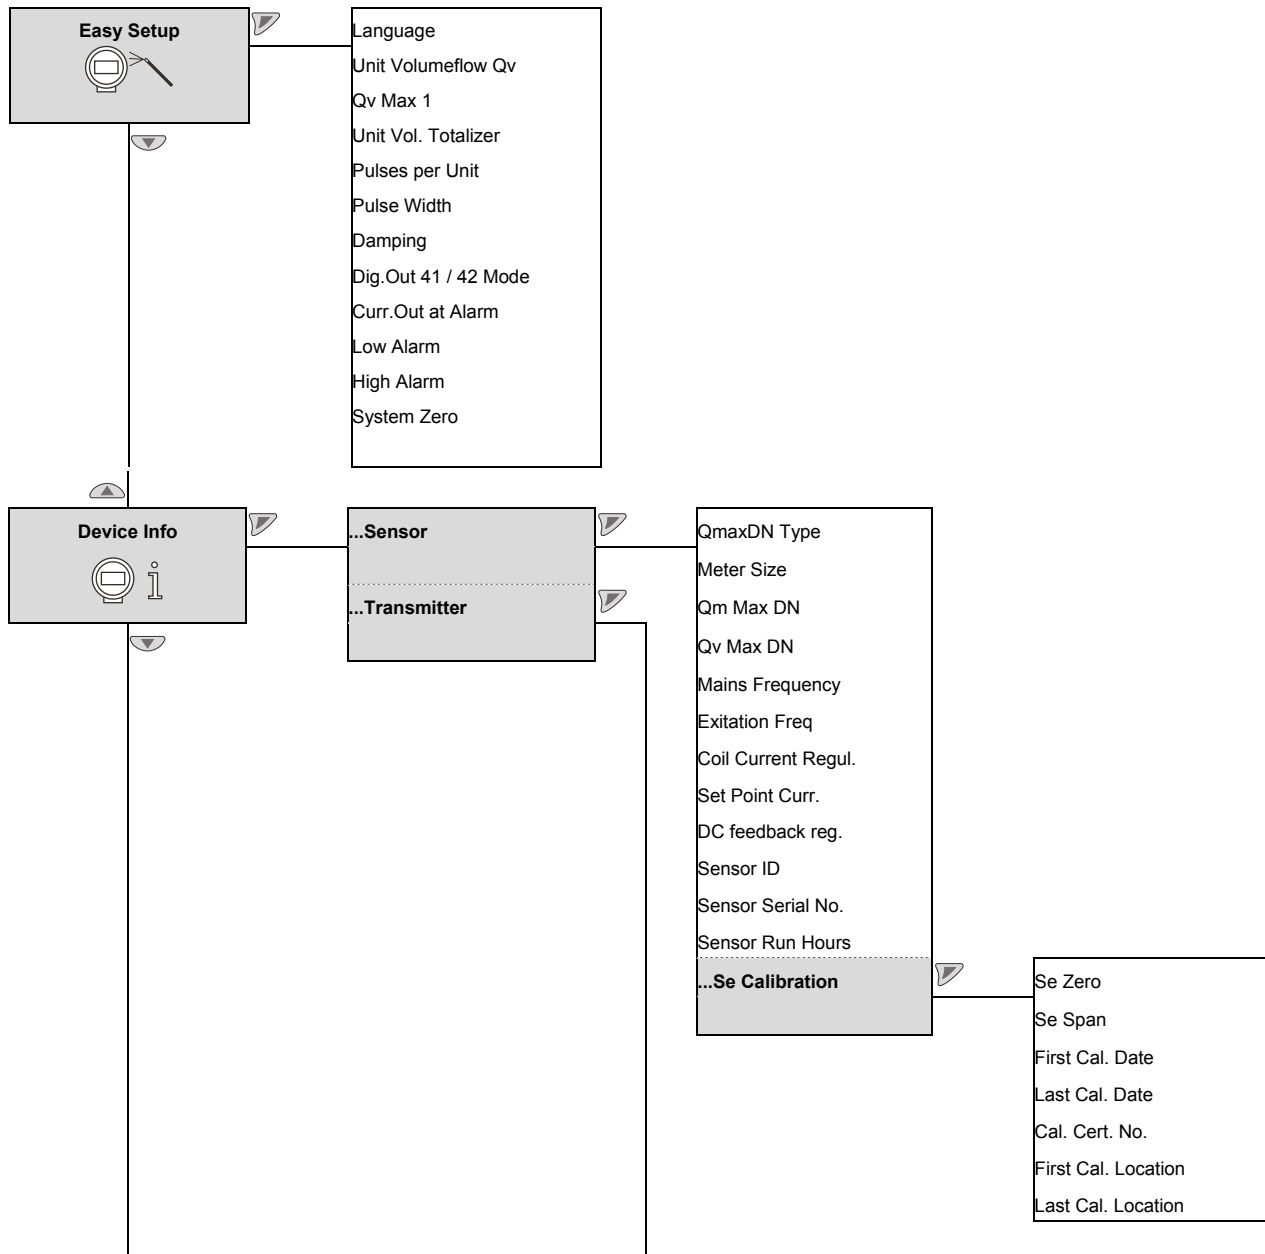 Easy Setup
Language
Unit Volumeflow Qv
Qv Max 1
Unit Vol. Totalizer
Pulses per Unit
Pulse Width
Damping
Dig.Out 41 / 42 Mode
Curr.Out at Alarm
Low Alarm
High Alarm
System Zero
Device Info
...Sensor
...Transmitter
QmaxDN Type
Meter Size
Qm Max DN
Qv Max DN
Mains Frequency
Exitation Freq
Coil Current Regul.
Set Point Curr.
DC feedback reg.
Sensor ID
Sensor Serial No.
Sensor Run Hours
...Se Calibration
Se Zero
Se Span
First Cal. Date
Last Cal. Date
Cal. Cert. No.
First Cal. Location
Last Cal. Location